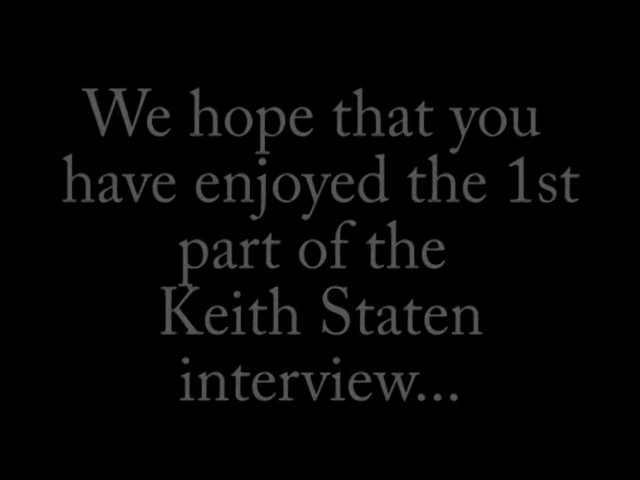 We hope that you
have enjoyed the 1st
part of the
Keith Staten
interview...